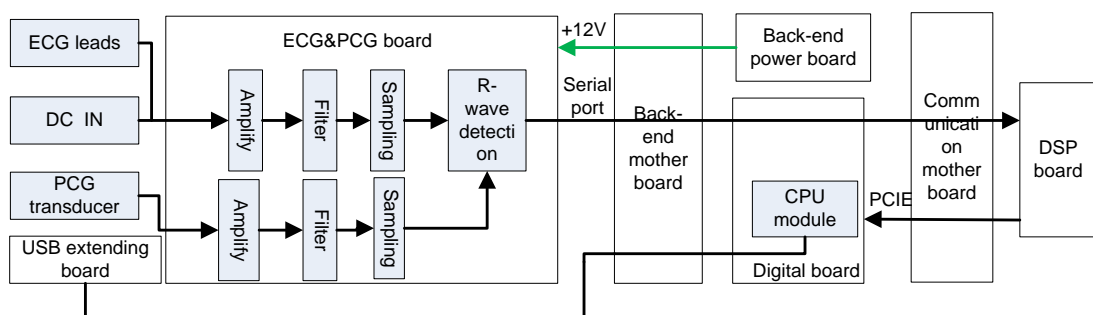 ECG leads
DC IN
PCG
transducer
USB extending
board
ECG&PCG board
Amplify
Filter
Sampling
R-
wave
detecti
on
Amplify
Filter
Sampling
+12V
Serial
port
Back-
end
mother
board
Back-end
power board
CPU
module
Digital board
PCIE
Comm
unicati
on
mother
board
DSP
board